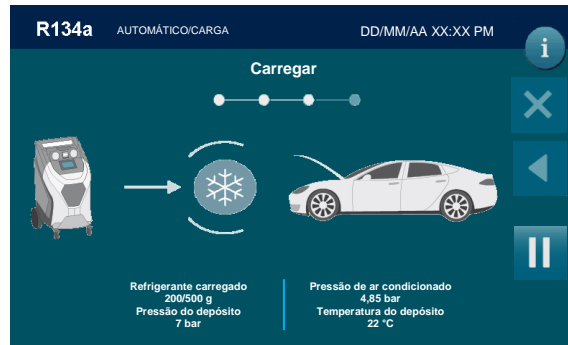 R134a AUTOMÁTICO/CARGA DD/MM/AA XX:XX PM
i
Carregar
Refrigerante carregado
200/500 g
Pressão do depósito
7 bar
Pressão de ar condicionado
4,85 bar
Temperatura do depósito
22 °C